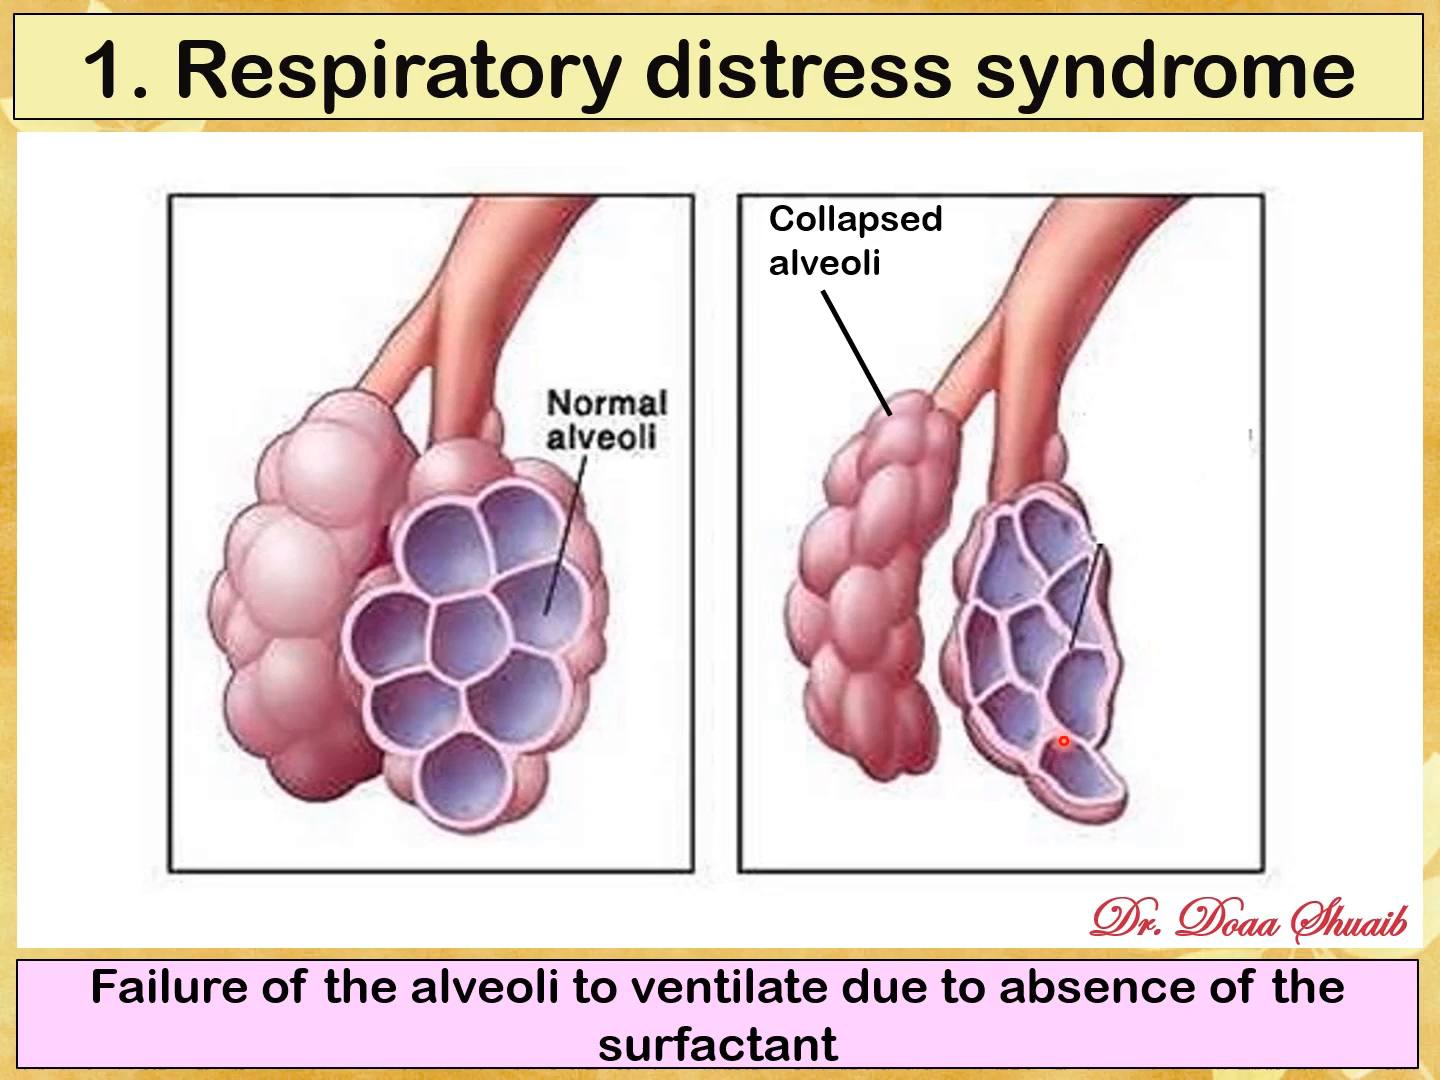 1. Respiratory distress syndrome
Collapsed
alveoli
Normal
alveoli
Dr. Doaa Shuaib
Failure of the alveoli to ventilate due to absence of the
surfactant